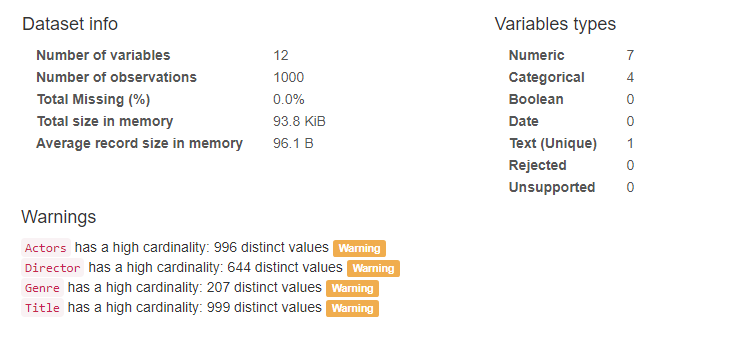 Dataset info
Number of variables 12
Number of observations 1000
Total Missing (%) 0.0%
Total size in memory 93.8 KiB
Average record size in memory 96.1 B
Variables types
Numeric 7
Categorical 4
Boolean 0
Date 0
Text (Unique) 1
Rejected 0
Unsupported 0
Warnings
Actors has a high cardinality: 996 distinct values Warning
Director has a high cardinality: 644 distinct values Warning
Genre has a high cardinality: 207 distinct values Warning
Title has a high cardinality: 999 distinct values Warning